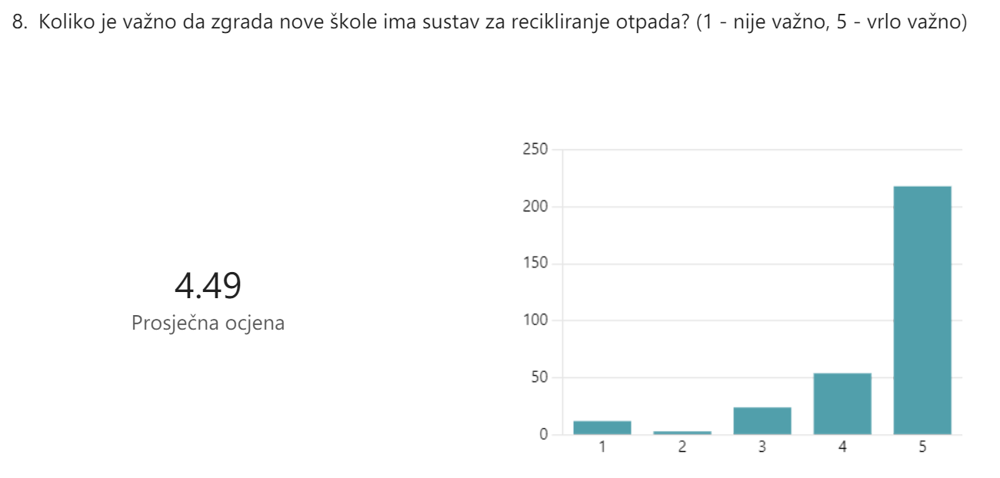 8. Koliko je važno da zgrada nove škole ima sustav za recikliranje otpada? (1 - nije važno, 5 - vrlo važno)
4.49
Prosječna ocjena
250
200
150
100
50
0
1 2 3 4 5